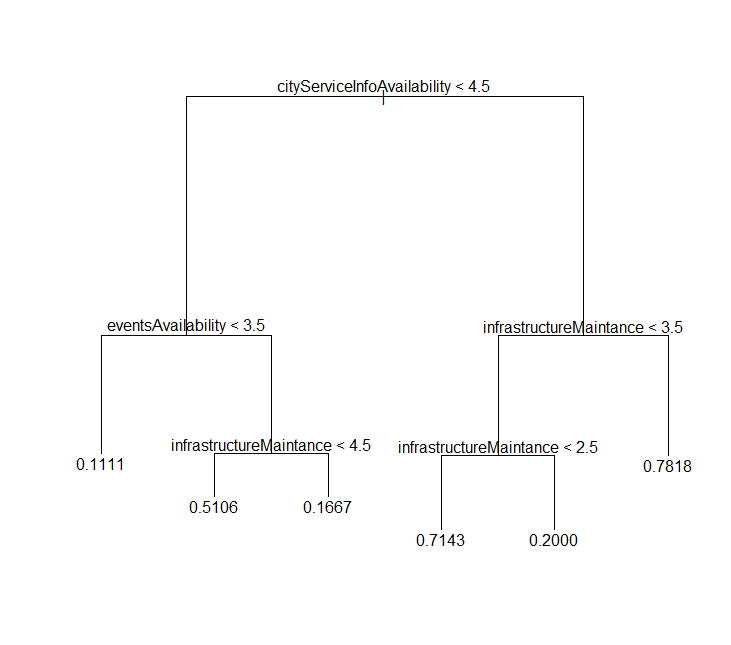 cityServiceInfoAvailability < 4.5
eventsAvailability < 3.5
infrastructureMaintance < 3.5
infrastructureMaintance < 4.5
infrastructureMaintance < 2.5
0.1111
0.7818
0.5106
0.1667
0.7143
0.2000